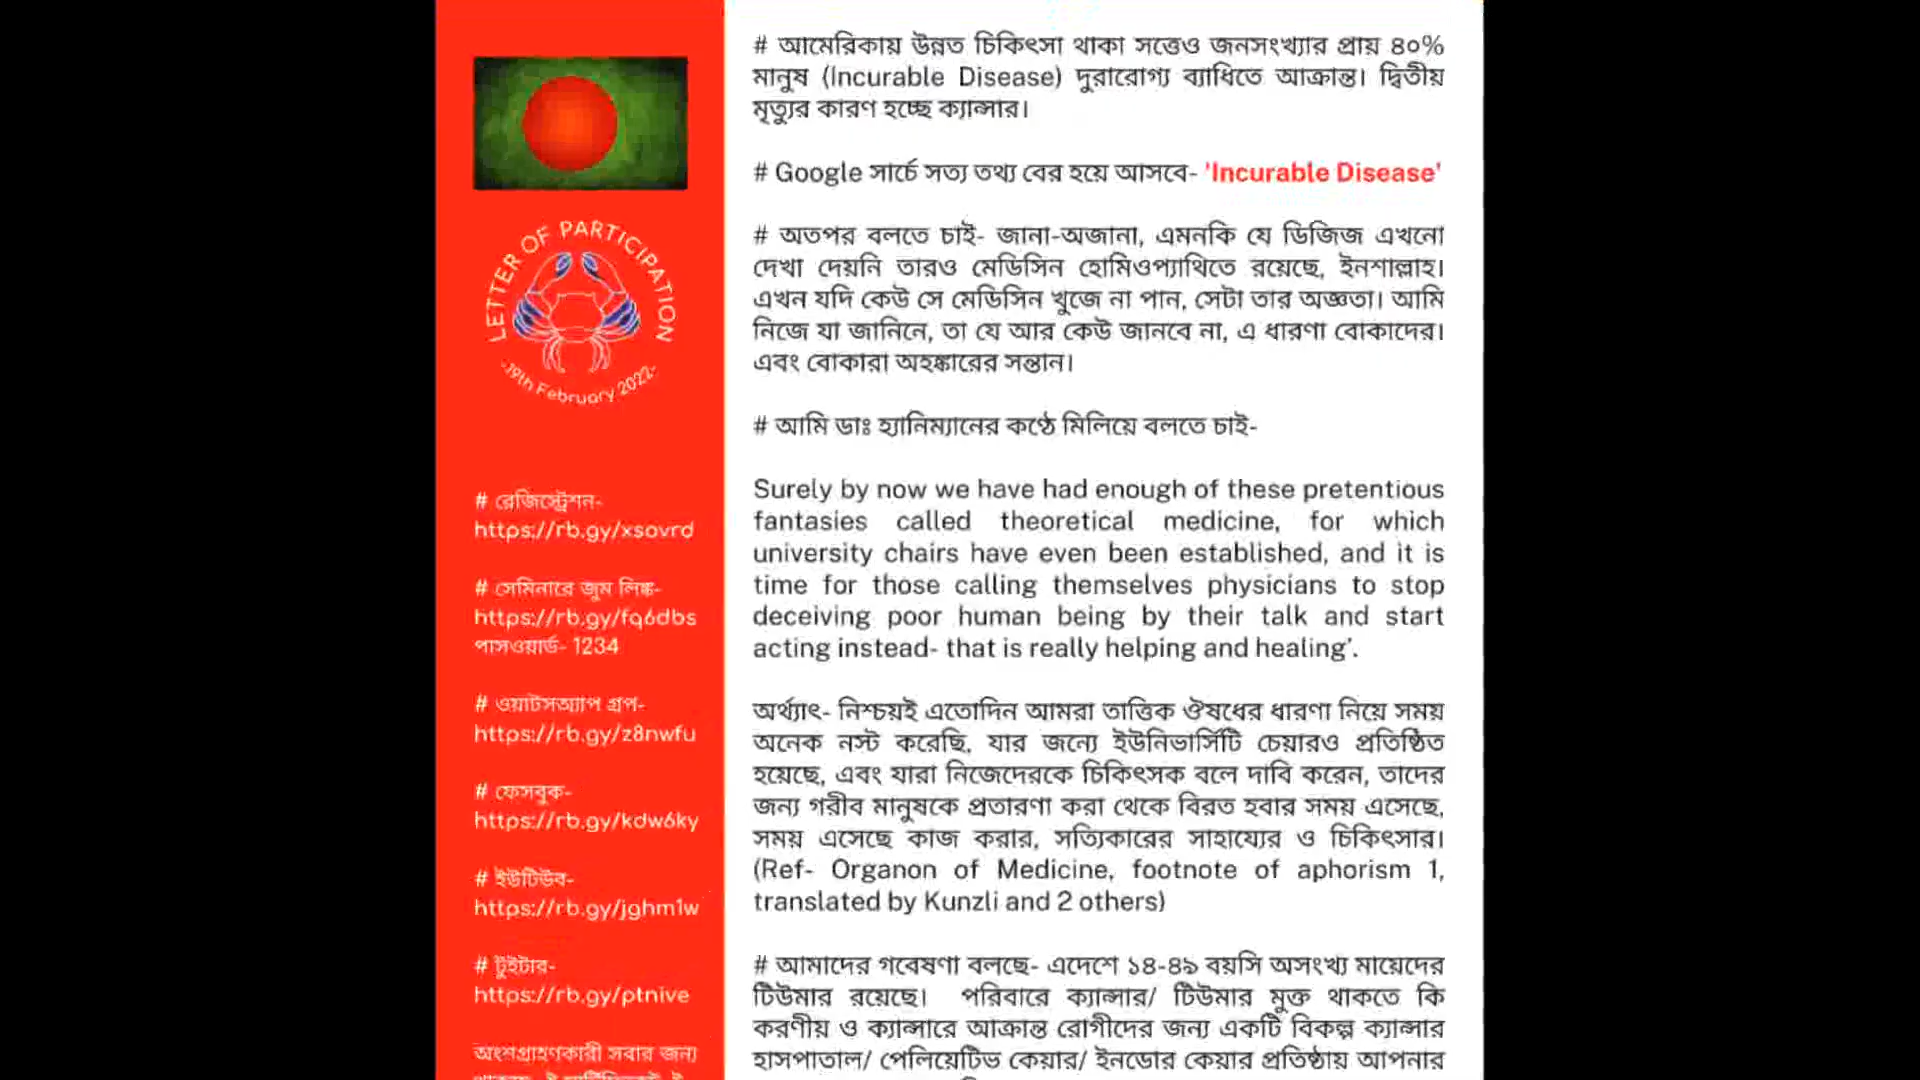 LETTER OF PARTICIPATION
-19th February 2022-
# রেজিস্ট্রেশন-
https://rb.gy/xsovrd
# সেমিনারে জুম লিঙ্ক-
https://rb.gy/fq6dbs
পাসওয়ার্ড- 1234
# ওয়াটসঅ্যাপ গ্রুপ-
https://rb.gy/z8nwfu
# ফেসবুক-
https://rb.gy/kdw6ky
# ইউটিউব-
https://rb.gy/jghm1w
# টুইটার-
https://rb.gy/ptnive
অংশগ্রাহণকারী সবার জন্য
# আমেরিকায় উন্নত চিকিৎসা থাকা সত্তেও জনসংখ্যার প্রায় ৪০%
মানুষ (Incurable Disease) দুরারোগ্য ব্যাধিতে আক্রান্ত। দ্বিতীয়
মৃত্যুর কারণ হচ্ছে ক্যান্সার।
# Google সার্চে সত্য তথ্য বের হয়ে আসবে- 'Incurable Disease'
# অতপর বলতে চাই- জানা-অজানা, এমনকি যে ডিজিজ এখনো
দেখা দেয়নি তারও মেডিসিন হোমিওপ্যাথিতে রয়েছে, ইনশাল্লাহ।
এখন যদি কেউ সে মেডিসিন খুজে না পান, সেটা তার অজ্ঞতা। আমি
নিজে যা জানিনে, তা যে আর কেউ জানবে না, এ ধারণা বোকাদের।
এবং বোকারা অহঙ্কারের সন্তান।
# আমি ডাঃ হ্যানিম্যানের কণ্ঠে মিলিয়ে বলতে চাই-
Surely by now we have had enough of these pretentious
fantasies called theoretical medicine, for which
university chairs have even been established, and it is
time for those calling themselves physicians to stop
deceiving poor human being by their talk and start
acting instead- that is really helping and healing’.
অর্থ্যাৎ- নিশ্চয়ই এতোদিন আমরা তাত্তিক ঔষধের ধারণা নিয়ে সময়
অনেক নস্ট করেছি, যার জন্যে ইউনিভার্সিটি চেয়ারও প্রতিষ্ঠিত
হয়েছে, এবং যারা নিজেদেরকে চিকিৎসক বলে দাবি করেন, তাদের
জন্য গরীব মানুষকে প্রতারণা করা থেকে বিরত হবার সময় এসেছে,
সময় এসেছে কাজ করার, সত্যিকারের সাহায্যের ও চিকিৎসার।
(Ref- Organon of Medicine, footnote of aphorism 1,
translated by Kunzli and 2 others)
# আমাদের গবেষণা বলছে- এদেশে ১৪-৪৯ বয়সি অসংখ্য মায়েদের
টিউমার রয়েছে। পরিবারে ক্যান্সার/ টিউমার মুক্ত থাকতে কি
করণীয় ও ক্যান্সারে আক্রান্ত রোগীদের জন্য একটি বিকল্প ক্যান্সার
হাসপাতাল/ পেলিয়েটিভ কেয়ার/ ইনডোর কেয়ার প্রতিষ্ঠায় আপনার